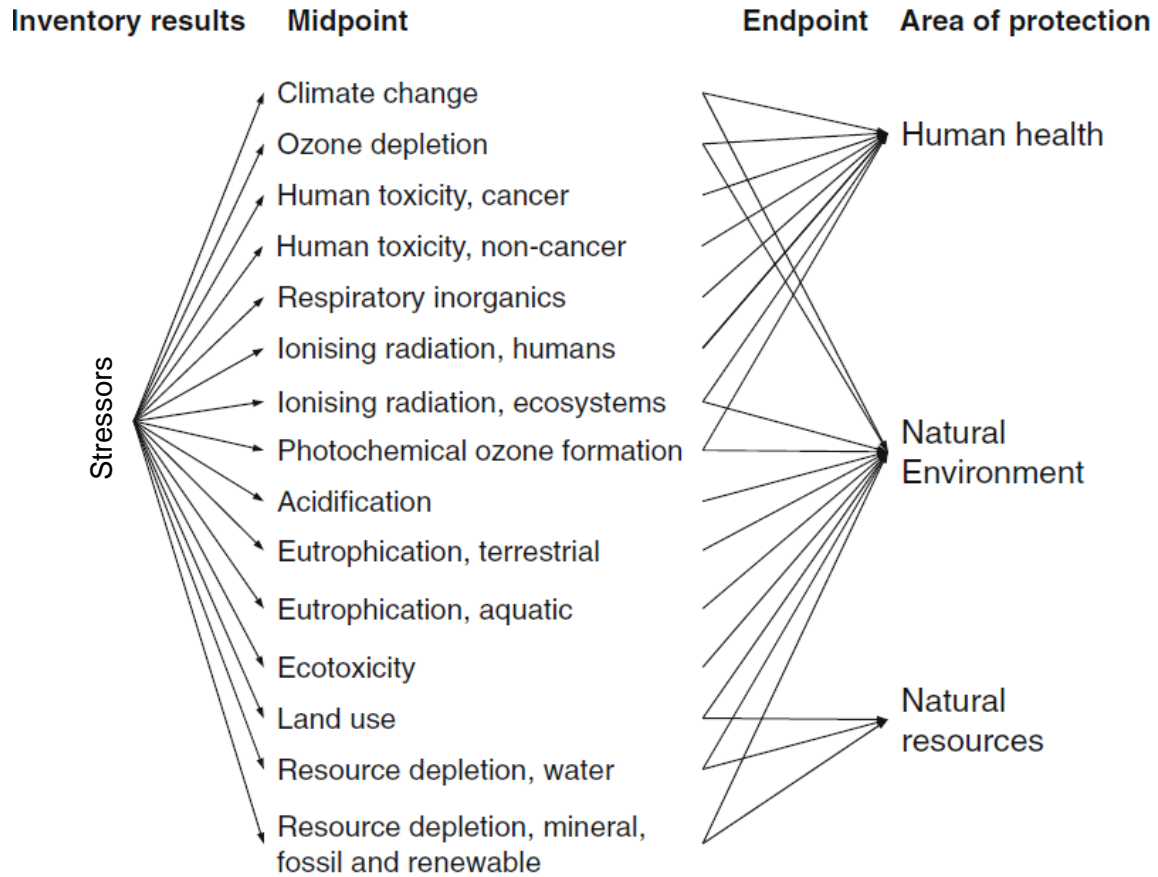 Inventory results
Midpoint
Endpoint
Area of protection
Stressors
Climate change
Ozone depletion
Human toxicity, cancer
Human toxicity, non-cancer
Respiratory inorganics
Ionising radiation, humans
Ionising radiation, ecosystems
Photochemical ozone formation
Acidification
Eutrophication, terrestrial
Eutrophication, aquatic
Ecotoxicity
Land use
Resource depletion, water
Resource depletion, mineral,
fossil and renewable
Human health
Natural
Environment
Natural
resources